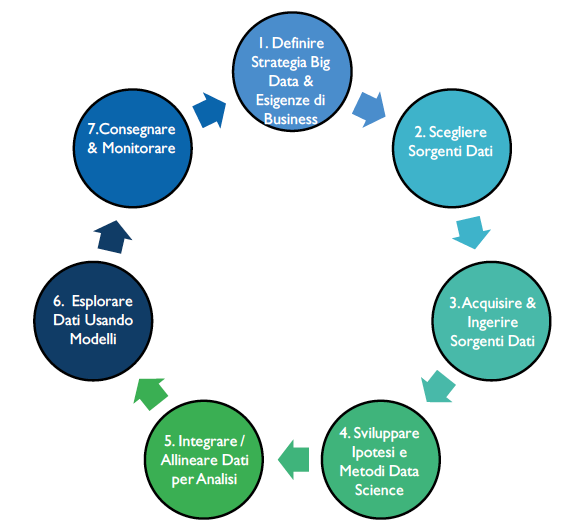 1. Definire
Strategia Big
Data &
Esigenze di
Business
2. Scegliere
Sorgenti Dati
3. Acquisire &
Ingerire
Sorgenti Dati
4. Sviluppare
Ipotesi e
Metodi Data
Science
5. Integrare /
Allineare Dati
per Analisi
6. Esplorare
Dati Usando
Modelli
7.Consegnare
& Monitorare